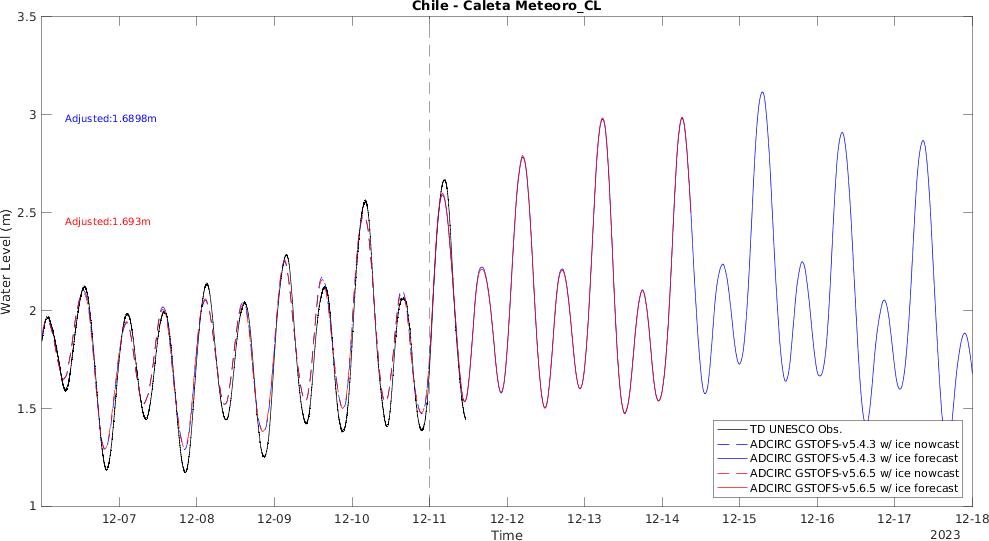 Chile - Caleta Meteoro_CL
3.5
3
2.5
2
1.5
1
Water Level (m)
Adjusted:1.6898m
Adjusted:1.693m
TD UNESCO Obs.
ADCIRC GSTOFS-v5.4.3 w/ ice nowcast
ADCIRC GSTOFS-v5.4.3 w/ ice forecast
ADCIRC GSTOFS-v5.6.5 w/ ice nowcast
ADCIRC GSTOFS-v5.6.5 w/ ice forecast
12-07 12-08 12-09 12-10 12-11 12-12 12-13 12-14 12-15 12-16 12-17 12-18
Time
2023